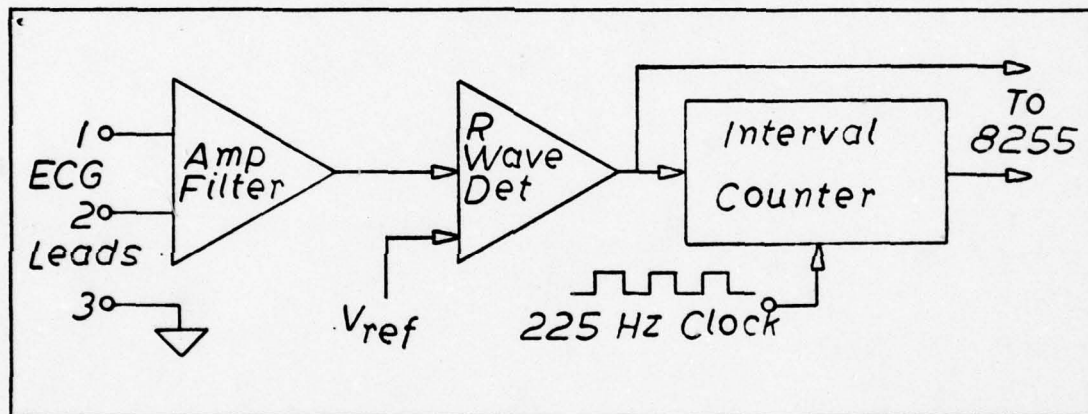 1
ECG
2
Leads
3
Amp
Filter
R
Wave
Det
Vref
Interval
Counter
To
8255
225 Hz Clock